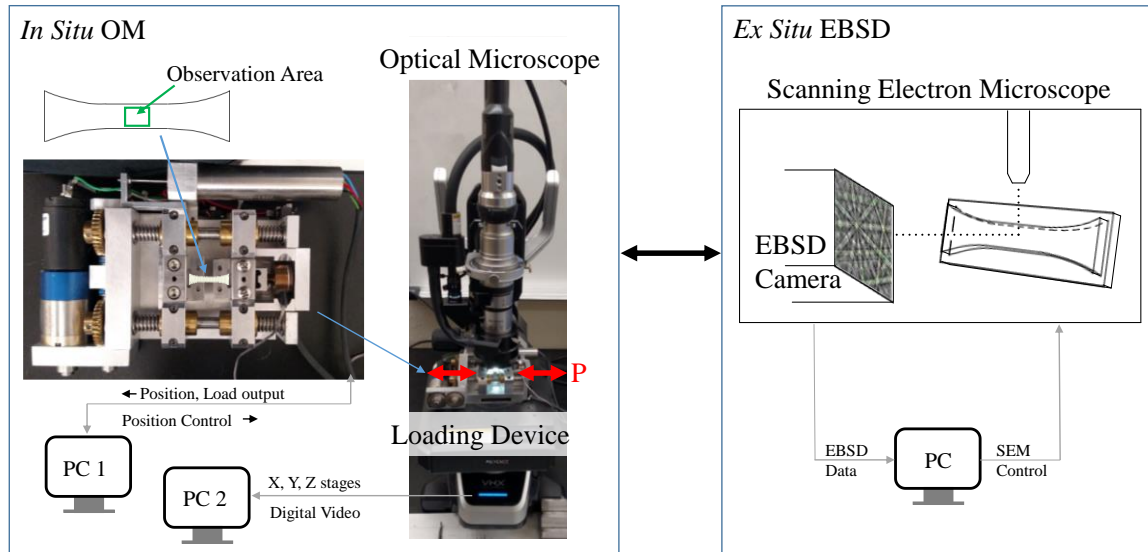 In Situ OM
Observation Area
Optical Microscope
P
Position, Load output
Position Control
Loading Device
PC 1
PC 2
X, Y, Z stages
Digital Video
VHX
Ex Situ EBSD
Scanning Electron Microscope
EBSD
Camera
EBSD
Data
PC
SEM
Control